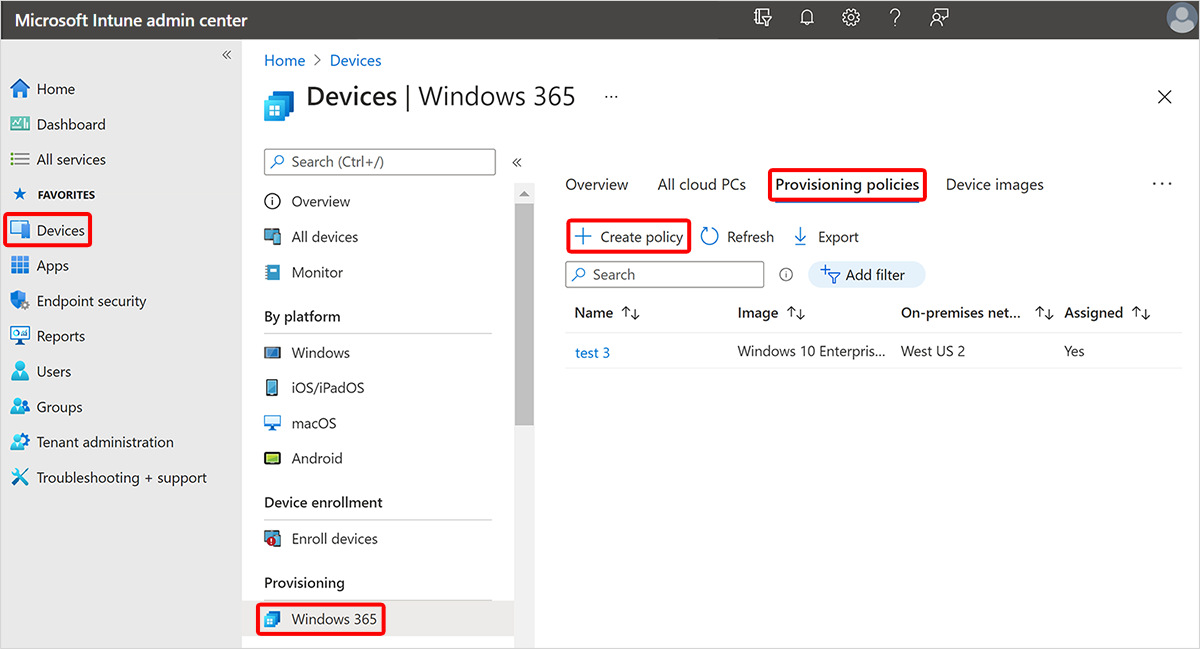 Microsoft Intune admin center
?
«
Home
Dashboard
All services
FAVORITES
Devices
Apps
Endpoint security
Reports
Users
Groups
Tenant administration
Troubleshooting + support
Home > Devices
Devices | Windows 365 ...
Search (Ctrl+/)
«
Overview
All devices
Monitor
By platform
Windows
iOS/iPadOS
macOS
Android
Device enrollment
Enroll devices
Provisioning
Windows 365
Overview All cloud PCs Provisioning policies Device images ...
+ Create policy Refresh Export
Search Add filter
Name ↑↓ Image ↑↓ On-premises net... ↑↓ Assigned ↑↓
test 3 Windows 10 Enterpris... West US 2 Yes